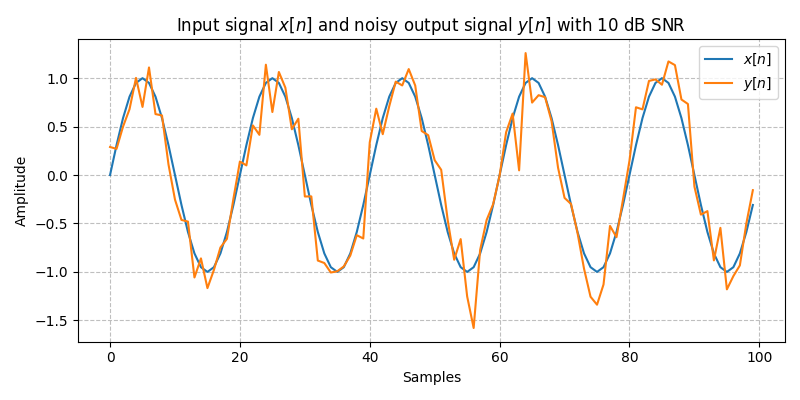 Input signal x[n] and noisy output signal y[n] with 10 dB SNR
x[n]
y[n]
Amplitude
1.0
0.5
0.0
−0.5
−1.0
−1.5
0 20 40 60 80 100
Samples